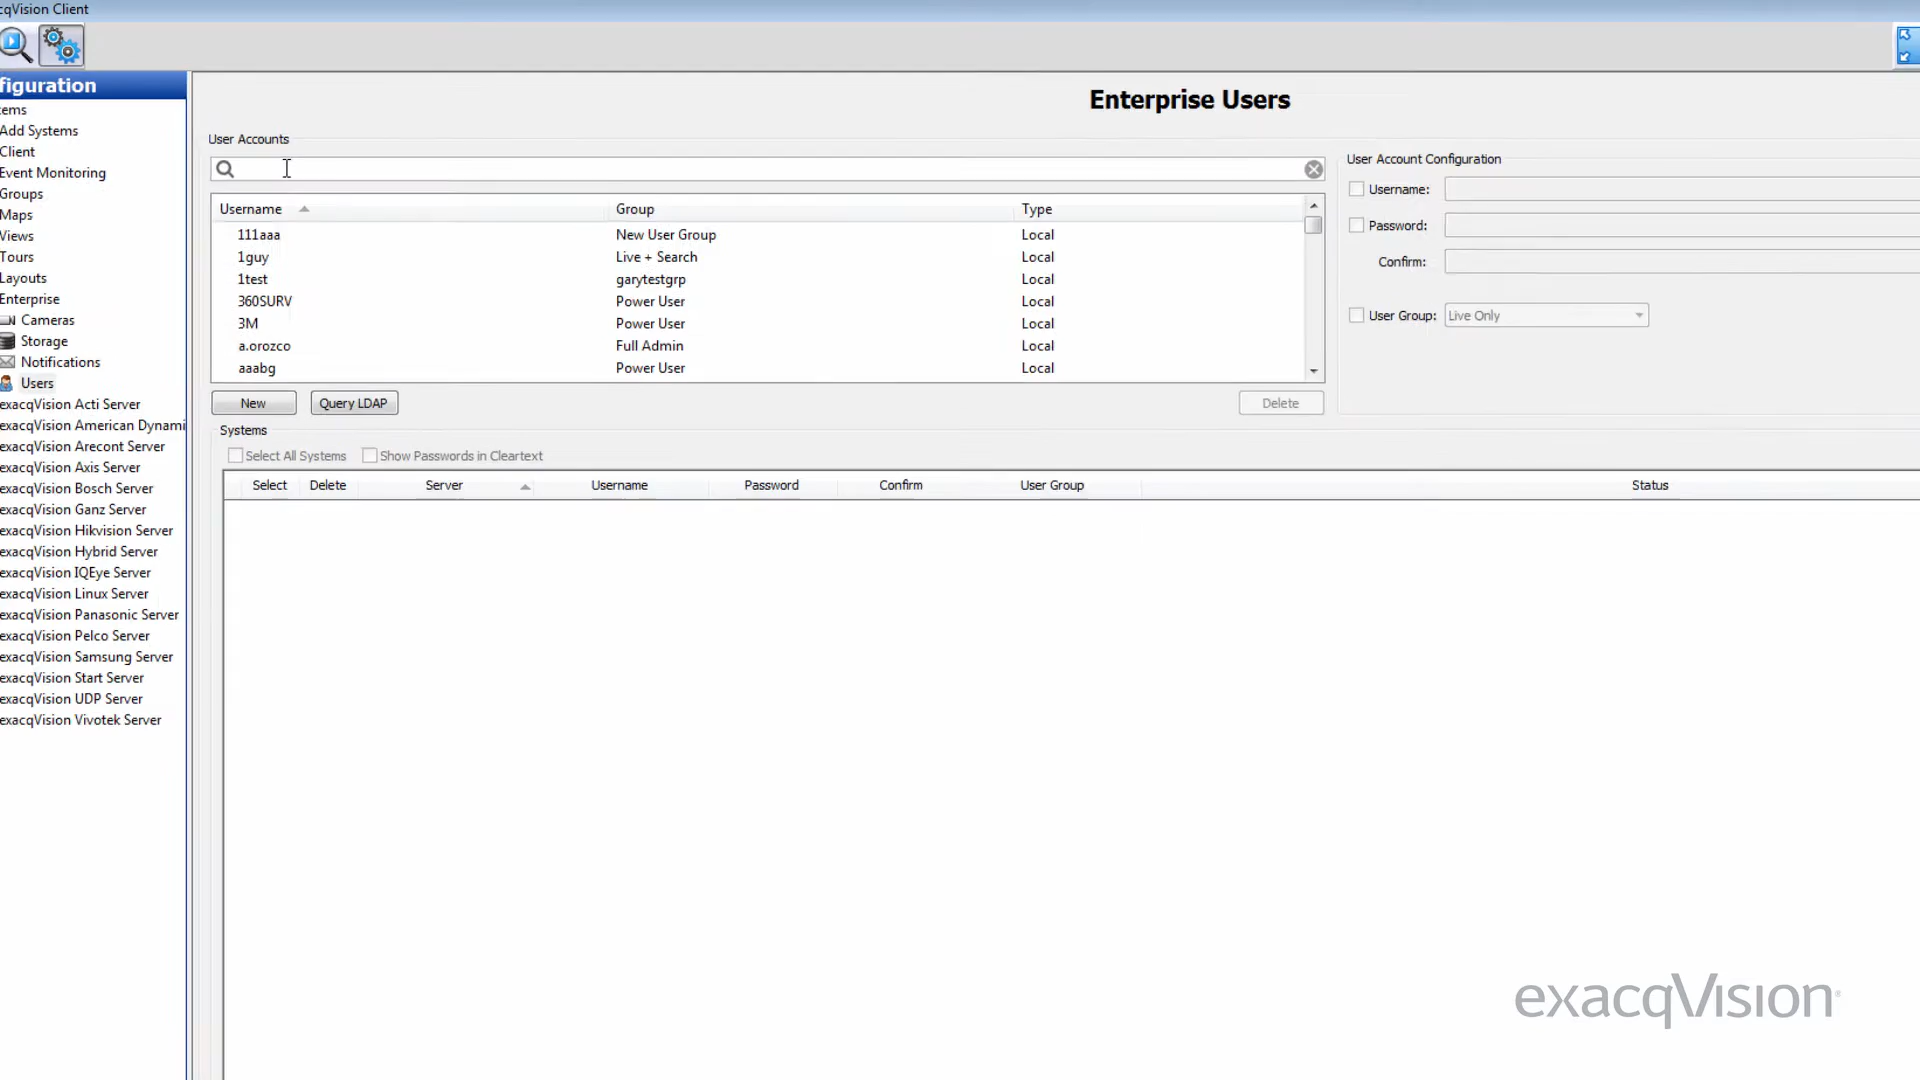 cqVision Client
figuration
Enterprise Users
ems
Add Systems
Client
Event Monitoring
Groups
Maps
Views
Tours
Layouts
Enterprise
Cameras
Storage
Notifications
Users
exacqVision Acti Server
exacqVision American Dynami
exacqVision Arecont Server
exacqVision Axis Server
exacqVision Bosch Server
exacqVision Ganz Server
exacqVision Hikvision Server
exacqVision Hybrid Server
exacqVision IQEye Server
exacqVision Linux Server
exacqVision Panasonic Server
exacqVision Pelco Server
exacqVision Samsung Server
exacqVision Start Server
exacqVision UDP Server
exacqVision Vivotek Server
User Accounts
Username Group Type
111aaa New User Group Local
1guy Live + Search Local
1test garytestgrp Local
360SURV Power User Local
3M Power User Local
a.orozco Full Admin Local
aaabg Power User Local
New Query LDAP Delete
User Account Configuration
Username:
Password:
Confirm:
User Group: Live Only
Systems
Select All Systems Show Passwords in Cleartext
Select Delete Server Username Password Confirm User Group Status
exacqVision®